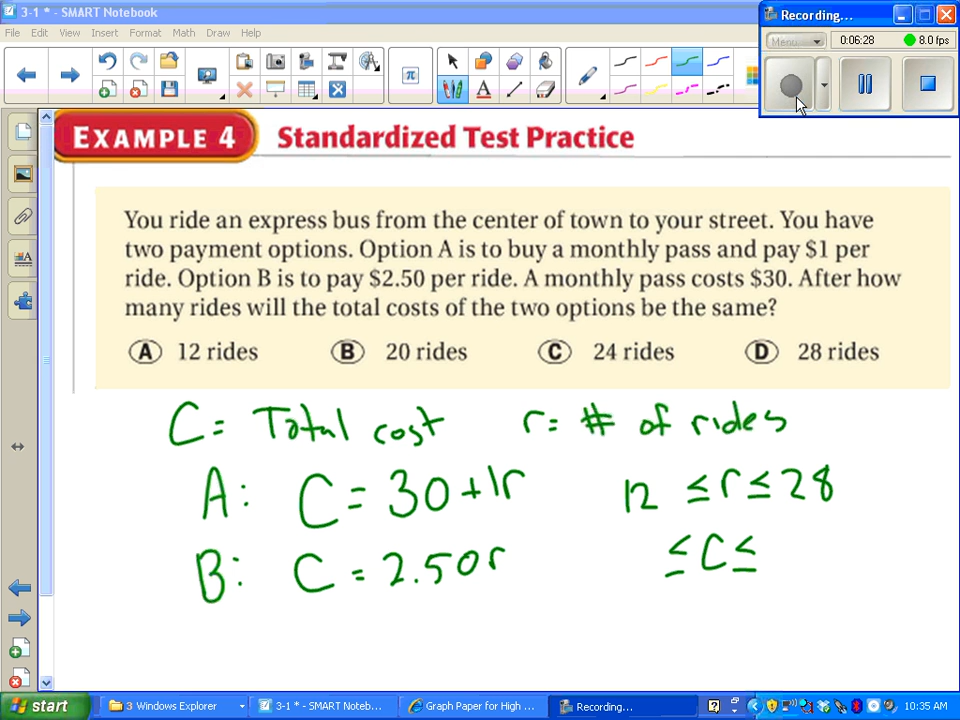 3-1 * - SMART Notebook
File Edit View Insert Format Math Draw Help
Recording...
Menu 0:06:28 8.0 fps
EXAMPLE 4 Standardized Test Practice
You ride an express bus from the center of town to your street. You have
two payment options. Option A is to buy a monthly pass and pay $1 per
ride. Option B is to pay $2.50 per ride. A monthly pass costs $30. After how
many rides will the total costs of the two options be the same?
A 12 rides B 20 rides C 24 rides D 28 rides
C = Total cost r = # of rides
A: C = 30 + 1r 12 ≤ r ≤ 28
B: C = 2.50r ≤ C ≤
start 3 Windows Explorer 3-1 * - SMART Noteb... Graph Paper for High ... Recording... 10:35 AM